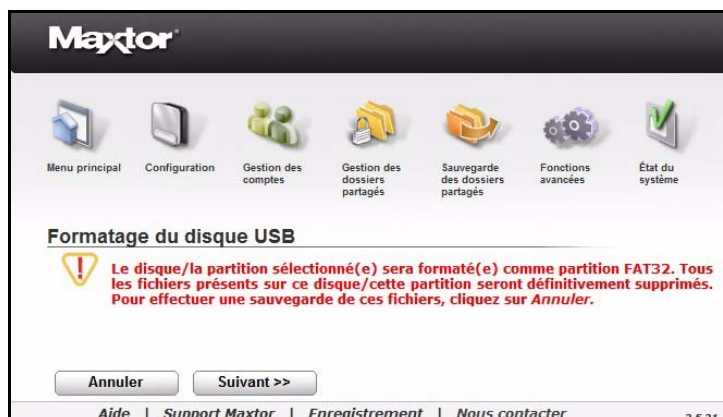 Maxtor
Menu principal
Configuration
Gestion des
comptes
Gestion des
dossiers
partagés
Sauvegarde
des dossiers
partagés
Fonctions
avancées
État du
système
Formatage du disque USB
Le disque/la partition sélectionné(e) sera formaté(e) comme partition FAT32. Tous
les fichiers présents sur ce disque/cette partition seront définitivement supprimés.
Pour effectuer une sauvegarde de ces fichiers, cliquez sur Annuler.
Annuler
Suivant >>
Aide | Support Maxtor | Enregistrement | Nous contacter